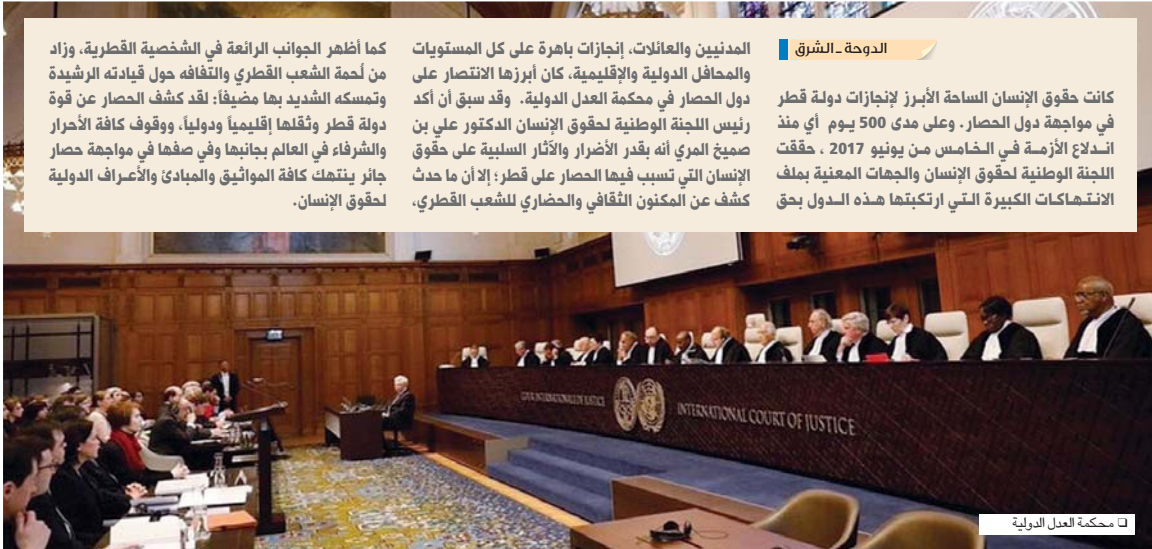 الدوحة ـ الشرق
كانت حقوق الإنسان الساحة الأبرز لإنجازات دولة قطر
في مواجهة دول الحصار. وعلى مدى 500 يوم أي منذ
اندلاع الأزمة في الخامس من يونيو 2017 ، حققت
اللجنة الوطنية لحقوق الإنسان والجهات المعنية بملف
الانتهاكات الكبيرة التي ارتكبتها هذه الدول بحق
المدنيين والعائلات، إنجازات باهرة على كل المستويات
والمحافل الدولية والإقليمية، كان أبرزها الانتصار على
دول الحصار في محكمة العدل الدولية. وقد سبق أن أكد
رئيس اللجنة الوطنية لحقوق الإنسان الدكتور علي بن
صميخ المري أنه بقدر الأضرار والآثار السلبية على حقوق
الإنسان التي تسبب فيها الحصار على قطر؛ إلا أن ما حدث
كشف عن المكنون الثقافي والحضاري للشعب القطري،
كما أظهر الجوانب الرائعة في الشخصية القطرية، وزاد
من لُحمة الشعب القطري والتفافه حول قيادته الرشيدة
وتمسكه الشديد بها مضيفاً: لقد كشف الحصار عن قوة
دولة قطر وثقلها إقليمياً ودولياً، ووقوف كافة الأحرار
والشرفاء في العالم بجانبها وفي صفها في مواجهة حصار
جائر ينتهك كافة المواثيق والمبادئ والأعراف الدولية
لحقوق الإنسان.
COUR INTERNATIONALE DE JUSTICE
INTERNATIONAL COURT OF JUSTICE
❑ محكمة العدل الدولية